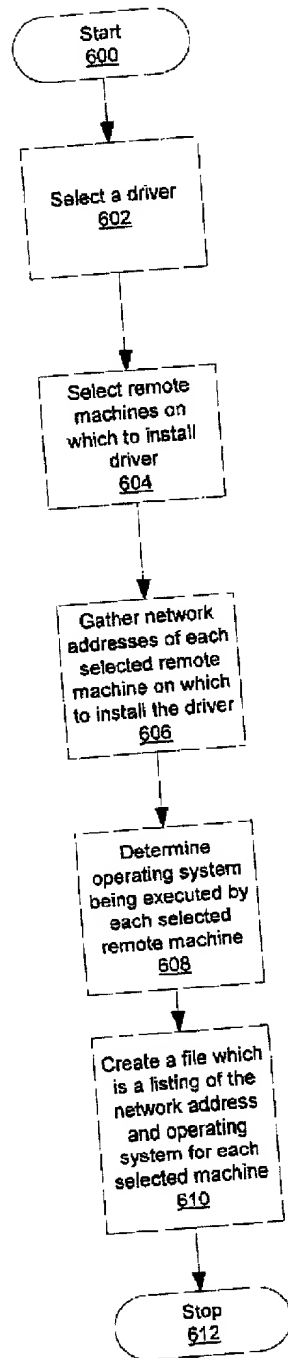 Start
600
Select a driver
602
Select remote
machines on
which to install
driver
604
Gather network
addresses of each
selected remote
machine on which
to install the driver
606
Determine
operating system
being executed by
each selected
remote machine
608
Create a file which
is a listing of the
network address
and operating
system for each
selected machine
610
Stop
612